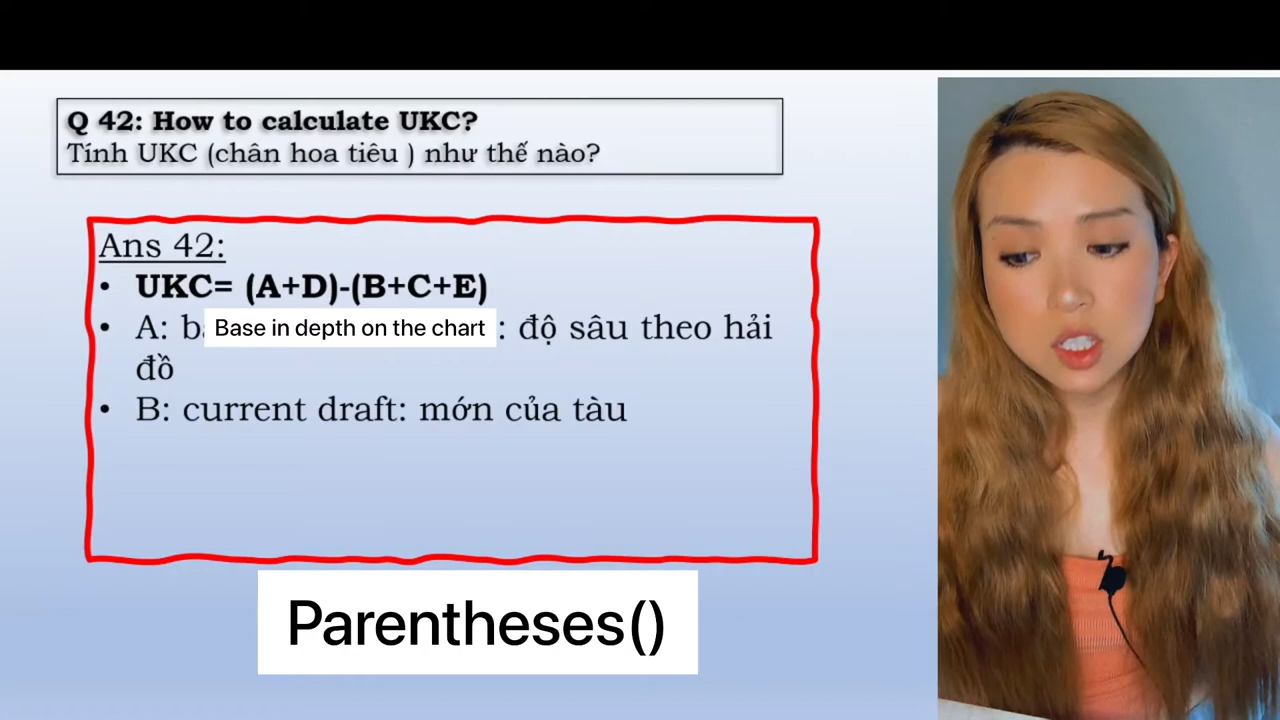 Q 42: How to calculate UKC?
Tính UKC (chân hoa tiêu ) như thế nào?
Ans 42:
• UKC= (A+D)-(B+C+E)
• A:
Base in depth on the chart
: độ sâu theo hải
đồ
• B: current draft: mớn của tàu
Parentheses()